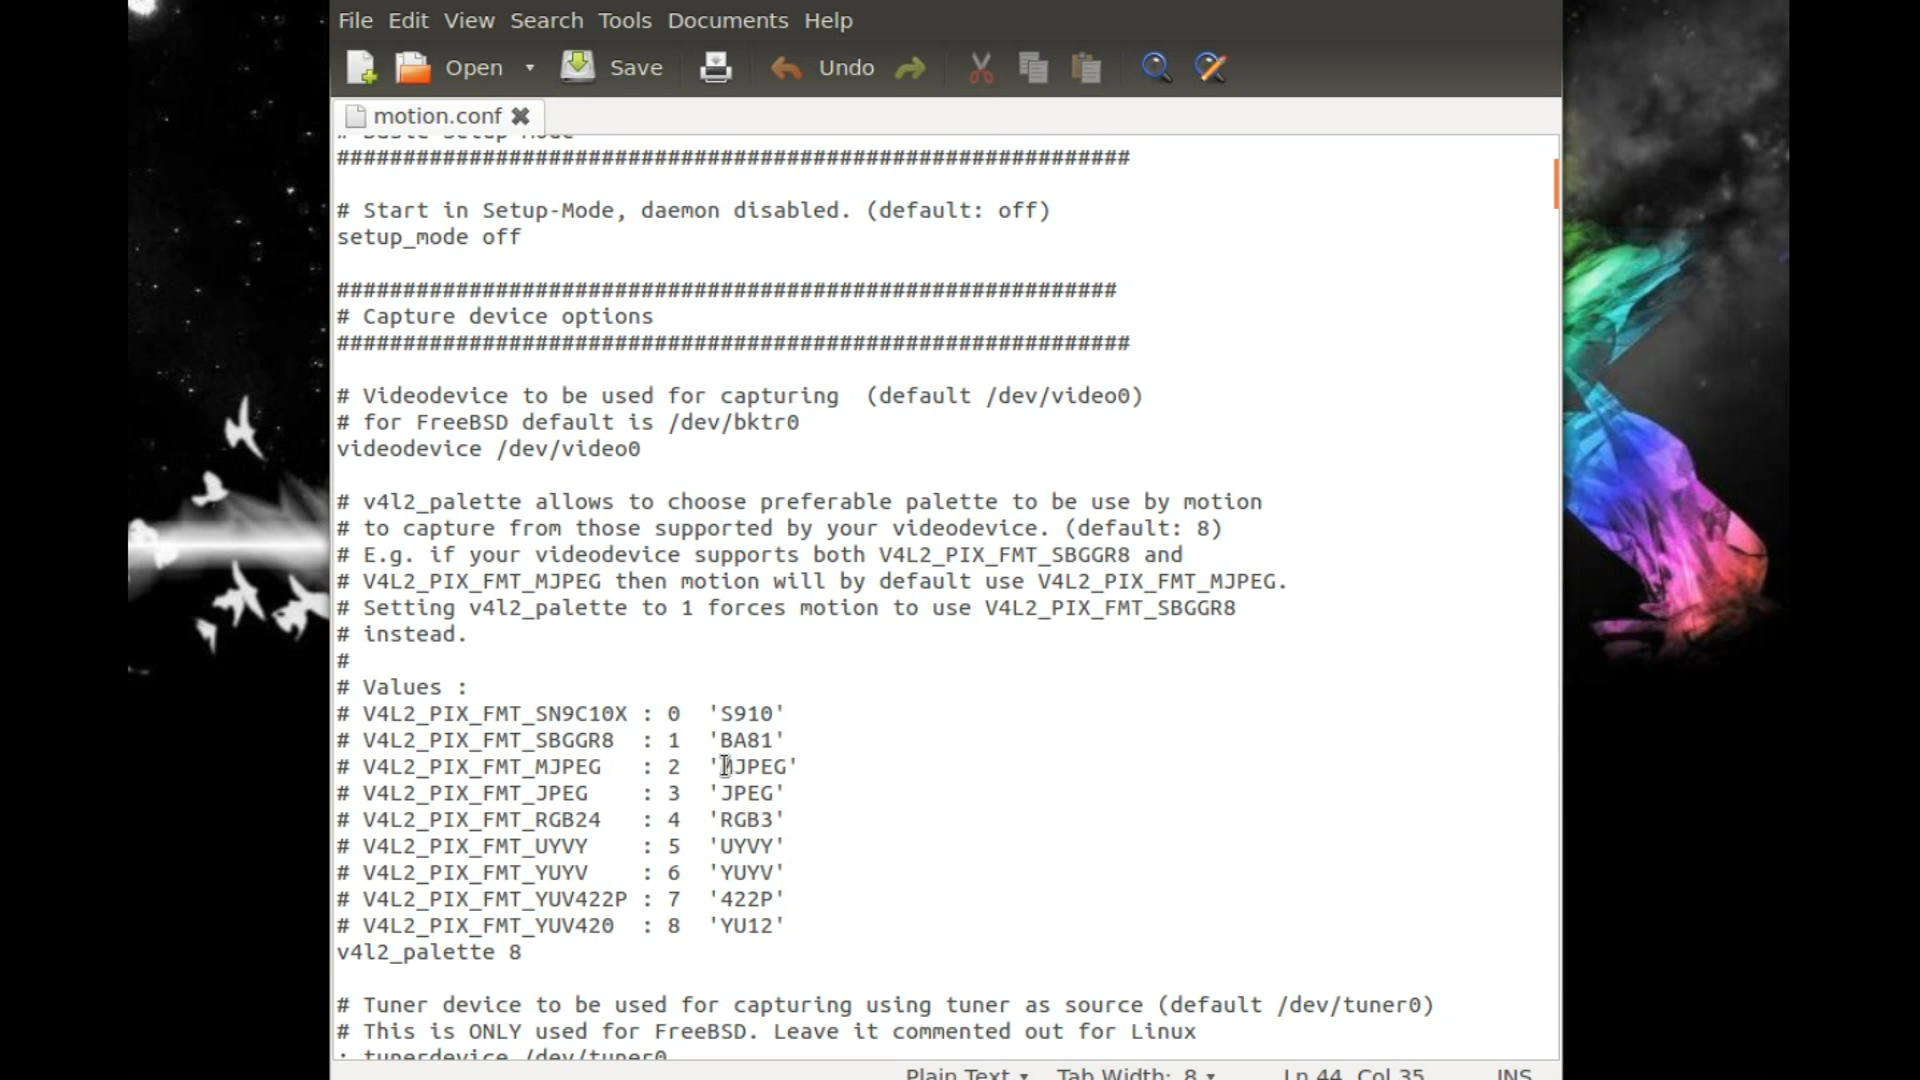 File Edit View Search Tools Documents Help
Open Save Undo
motion.conf
# Basic Setup Mode
############################################################
# Start in Setup-Mode, daemon disabled. (default: off)
setup_mode off
###########################################################
# Capture device options
############################################################
# Videodevice to be used for capturing  (default /dev/video0)
# for FreeBSD default is /dev/bktr0
videodevice /dev/video0
# v4l2_palette allows to choose preferable palette to be use by motion
# to capture from those supported by your videodevice. (default: 8)
# E.g. if your videodevice supports both V4L2_PIX_FMT_SBGGR8 and
# V4L2_PIX_FMT_MJPEG then motion will by default use V4L2_PIX_FMT_MJPEG.
# Setting v4l2_palette to 1 forces motion to use V4L2_PIX_FMT_SBGGR8
# instead.
#
# Values :
# V4L2_PIX_FMT_SN9C10X : 0  'S910'
# V4L2_PIX_FMT_SBGGR8  : 1  'BA81'
# V4L2_PIX_FMT_MJPEG   : 2  'MJPEG'
# V4L2_PIX_FMT_JPEG    : 3  'JPEG'
# V4L2_PIX_FMT_RGB24   : 4  'RGB3'
# V4L2_PIX_FMT_UYVY    : 5  'UYVY'
# V4L2_PIX_FMT_YUYV    : 6  'YUYV'
# V4L2_PIX_FMT_YUV422P : 7  '422P'
# V4L2_PIX_FMT_YUV420  : 8  'YU12'
v4l2_palette 8
# Tuner device to be used for capturing using tuner as source (default /dev/tuner0)
# This is ONLY used for FreeBSD. Leave it commented out for Linux
; tunerdevice /dev/tuner0
Plain Text Tab Width: 8 Ln 44, Col 35 INS